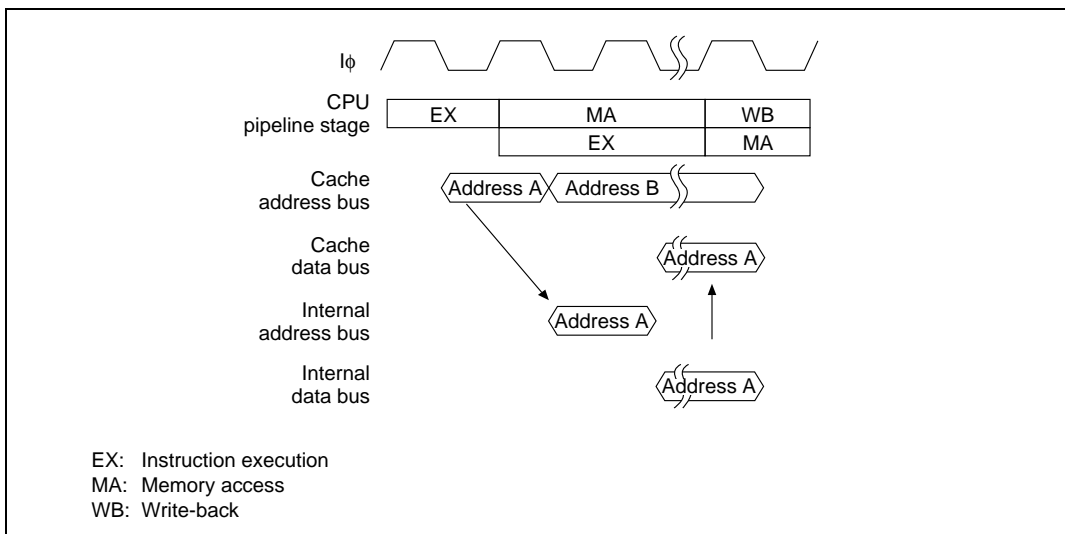 Iϕ
CPU
pipeline stage
EX MA WB
EX MA
Cache
address bus
Address A Address B
Cache
data bus
Address A
Internal
address bus
Address A
Internal
data bus
Address A
EX: Instruction execution
MA: Memory access
WB: Write-back